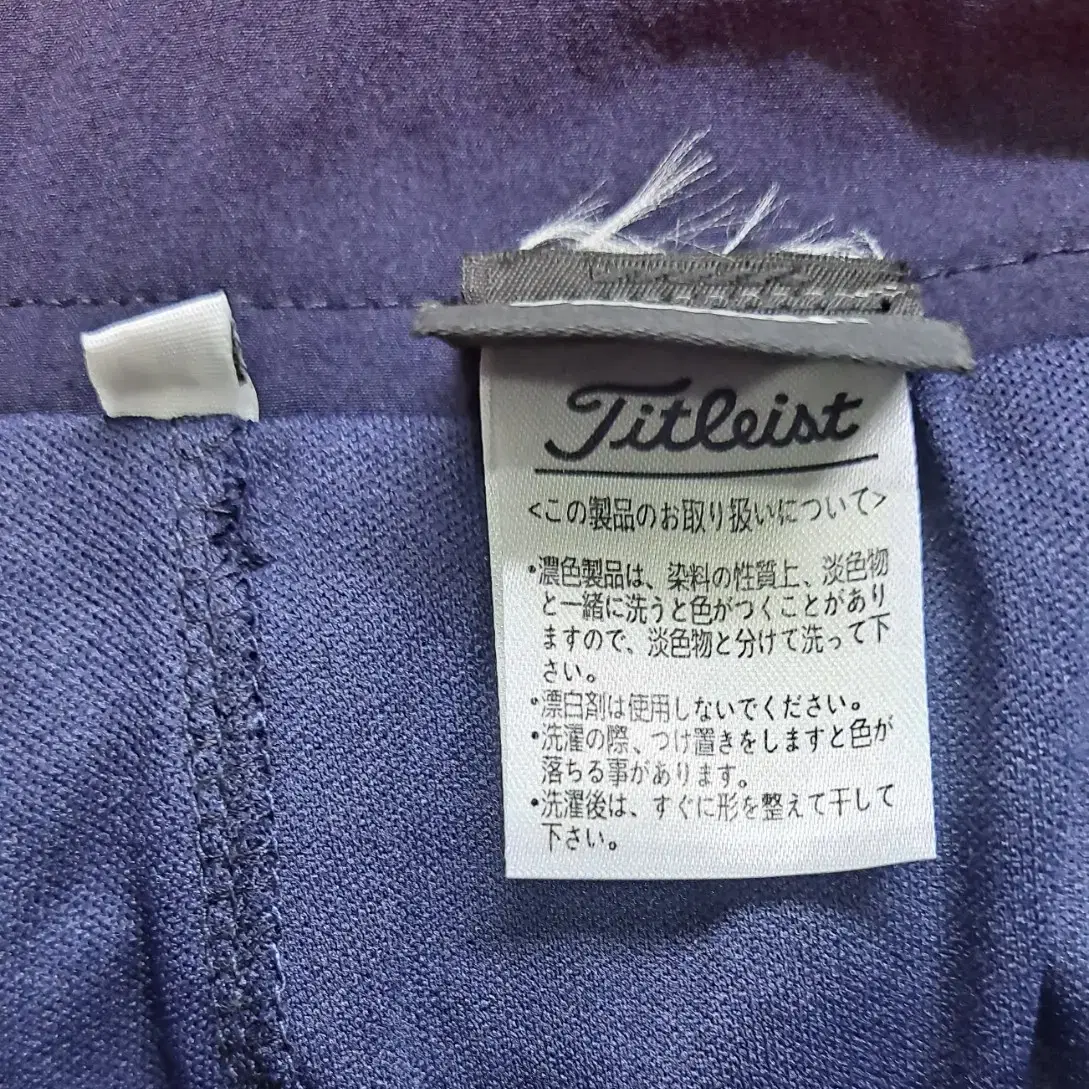 Titleist
<この製品のお取り扱いについて>
・濃色製品は、染料の性質上、淡色物
と一緒に洗うと色がつくことがあり
ますので、淡色物と分けて洗って下
さい。
・漂白剤は使用しないでください。
・洗濯の際、つけ置きをしますと色が
落ちる事があります。
・洗濯後は、すぐに形を整えて干して
下さい。